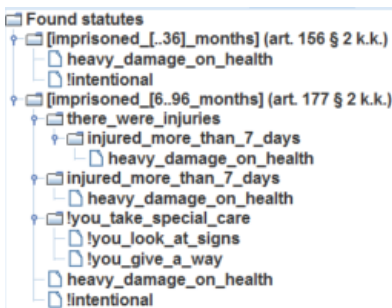 Found statutes
[imprisoned_[..36]_months] (art. 156 § 2 k.k.)
heavy_damage_on_health
!intentional
[imprisoned_[6..96_months] (art. 177 § 2 k.k.)
there_were_injuries
injured_more_than_7_days
heavy_damage_on_health
injured_more_than_7_days
heavy_damage_on_health
!you_take_special_care
!you_look_at_signs
!you_give_a_way
heavy_damage_on_health
!intentional